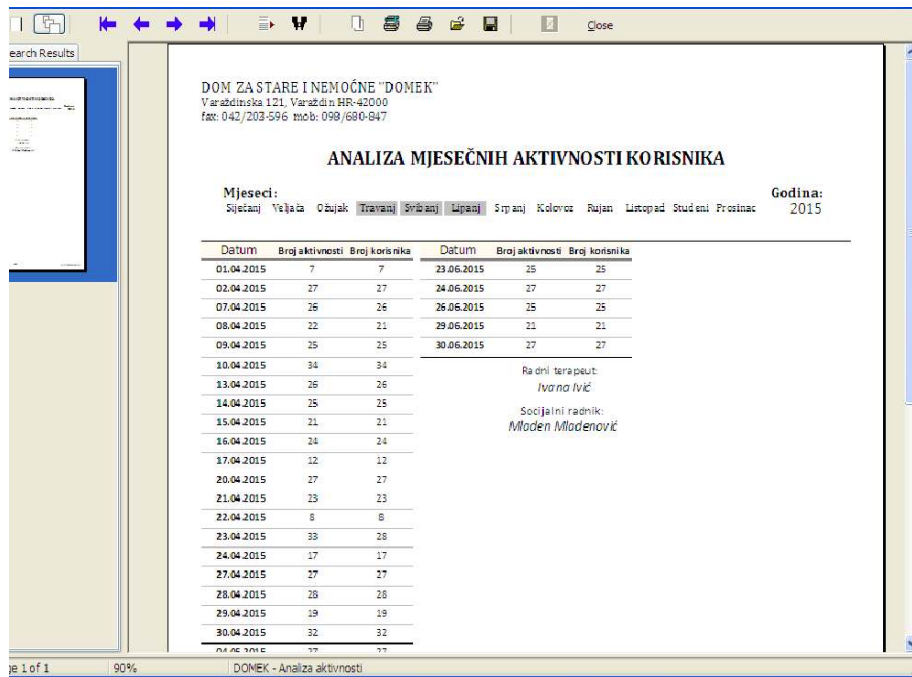 Close
earch Results
DOM ZA STARE I NEMOĆNE "DOMEK"
Varaždinska 121, Varaždin HR-42000
fax: 042/203-596 mob: 098/680-847
ANALIZA MJESEČNIH AKTIVNOSTI KORISNIKA
Mjeseci: Godina:
Siječanj Veljača Ožujak Travanj Svibanj Lipanj Srpanj Kolovoz Rujan Listopad Studeni Prosinac 2015
Datum Broj aktivnosti Broj korisnika Datum Broj aktivnosti Broj korisnika
01.04.2015 7 7 23.06.2015 25 25
02.04.2015 27 27 24.06.2015 27 27
07.04.2015 26 26 26.06.2015 25 25
08.04.2015 22 21 29.06.2015 21 21
09.04.2015 25 25 30.06.2015 27 27
10.04.2015 34 34
Radni terapeut:
13.04.2015 26 26
Ivana Ivić
14.04.2015 25 25
Socijalni radnik:
15.04.2015 21 21
Mladen Mladenović
16.04.2015 24 24
17.04.2015 12 12
20.04.2015 27 27
21.04.2015 23 23
22.04.2015 8 8
23.04.2015 33 28
24.04.2015 17 17
27.04.2015 27 27
28.04.2015 28 28
29.04.2015 19 19
30.04.2015 32 32
27 27
ge 1 of 1 90% DOMEK - Analiza aktivnosti